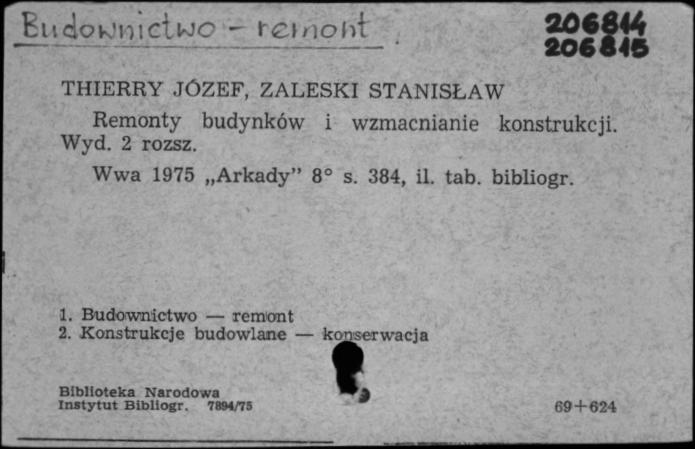 Budownictwo - remont
206814
206815
THIERRY JÓZEF, ZALESKI STANISŁAW
Remonty budynków i wzmacnianie konstrukcji.
Wyd. 2 rozsz.
Wwa 1975 „Arkady” 8° s. 384, il. tab. bibliogr.
1. Budownictwo — remont
2. Konstrukcje budowlane — konserwacja
Biblioteka Narodowa
Instytut Bibliogr. 7894/75
69+624